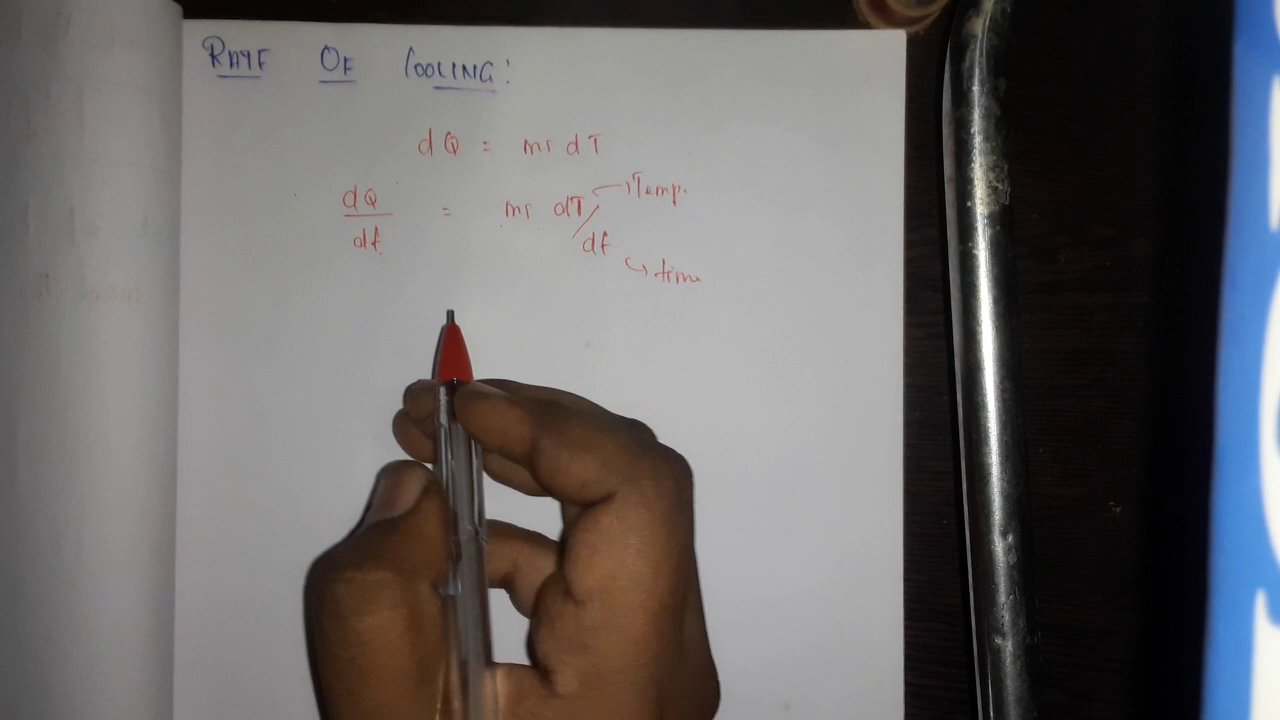 RATE OF COOLING:
dQ = ms dT
dQ/dt = ms dT/dt
Temp.
time